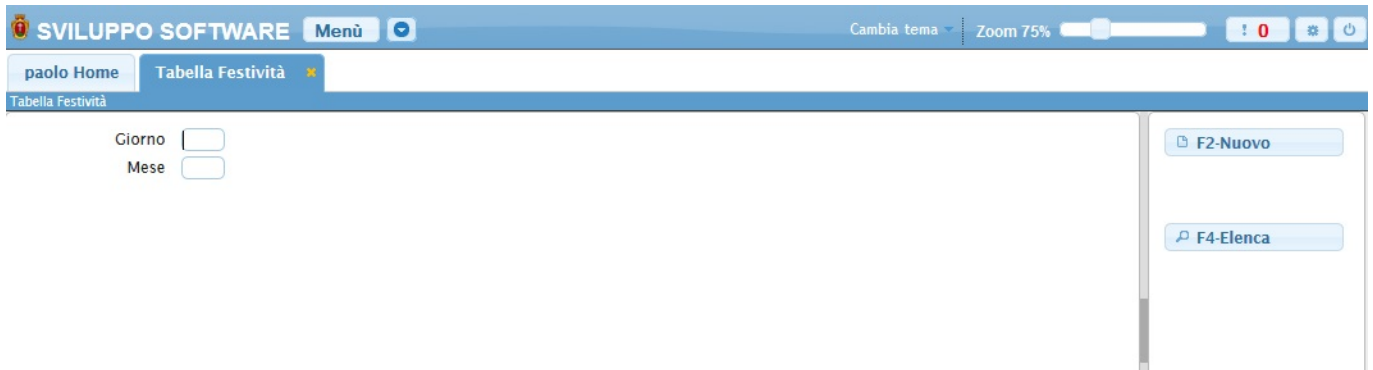 SVILUPPO SOFTWARE Menù Cambia tema Zoom 75% ! 0
paolo Home Tabella Festività ×
Tabella Festività
Giorno
Mese
F2-Nuovo
F4-Elenca